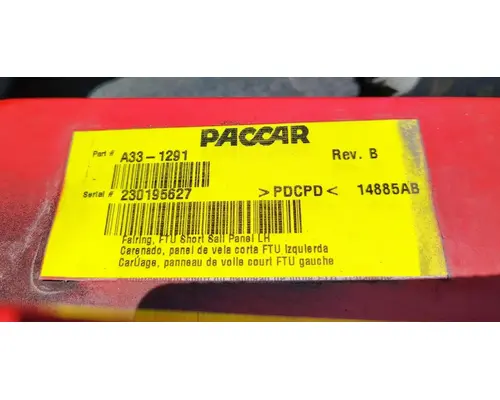 PACCAR
Part # A33-1291 Rev. B
Serial # 230195627 >PDCPD< 14885AB
Fairing, FTU Short Sail Panel LH
Carenado, panel de vela corta FTU Izquierda
CarÜage, panneau de voile court FTU gauche